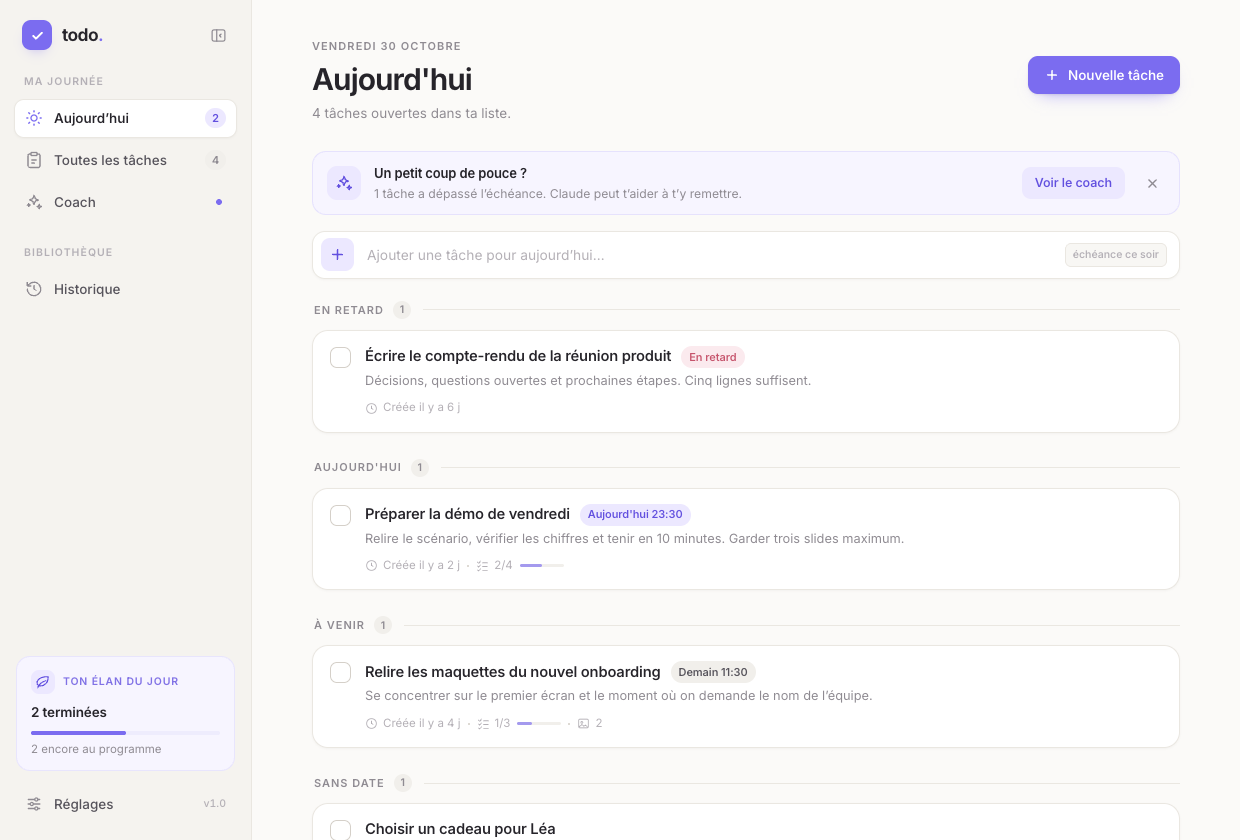 todo.
MA JOURNÉE
Aujourd’hui 2
Toutes les tâches 4
Coach
BIBLIOTHÈQUE
Historique
TON ÉLAN DU JOUR
2 terminées
2 encore au programme
Réglages v1.0
VENDREDI 30 OCTOBRE
Aujourd'hui
4 tâches ouvertes dans ta liste.
Nouvelle tâche
Un petit coup de pouce ?
1 tâche a dépassé l’échéance. Claude peut t’aider à t’y remettre.
Voir le coach
Ajouter une tâche pour aujourd’hui…
échéance ce soir
EN RETARD 1
Écrire le compte-rendu de la réunion produit En retard
Décisions, questions ouvertes et prochaines étapes. Cinq lignes suffisent.
Créée il y a 6 j
AUJOURD'HUI 1
Préparer la démo de vendredi Aujourd'hui 23:30
Relire le scénario, vérifier les chiffres et tenir en 10 minutes. Garder trois slides maximum.
Créée il y a 2 j · 2/4
À VENIR 1
Relire les maquettes du nouvel onboarding Demain 11:30
Se concentrer sur le premier écran et le moment où on demande le nom de l’équipe.
Créée il y a 4 j · 1/3 · 2
SANS DATE 1
Choisir un cadeau pour Léa